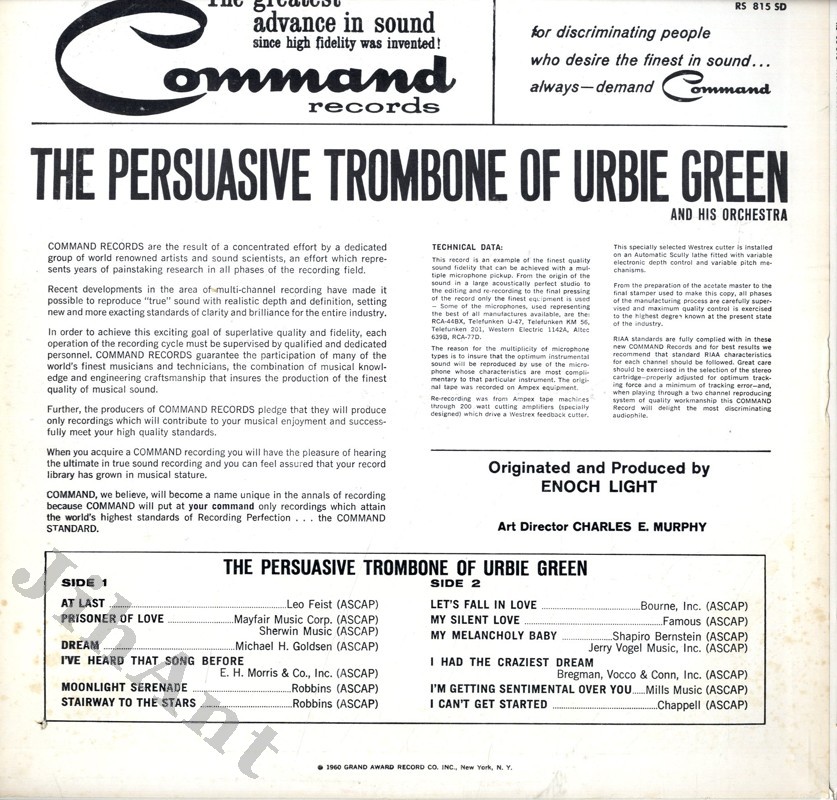 The greatest
advance in sound
since high fidelity was invented!
Command
records
RS 815 SD
for discriminating people
who desire the finest in sound...
always—demand Command
THE PERSUASIVE TROMBONE OF URBIE GREEN
AND HIS ORCHESTRA
COMMAND RECORDS are the result of a concentrated effort by a dedicated
group of world renowned artists and sound scientists, an effort which repre-
sents years of painstaking research in all phases of the recording field.
Recent developments in the area of multi-channel recording have made it
possible to reproduce "true" sound with realistic depth and definition, setting
new and more exacting standards of clarity and brilliance for the entire industry.
In order to achieve this exciting goal of superlative quality and fidelity, each
operation of the recording cycle must be supervised by qualified and dedicated
personnel. COMMAND RECORDS guarantee the participation of many of the
world's finest musicians and technicians, the combination of musical knowl-
edge and engineering craftsmanship that insures the production of the finest
quality of musical sound.
Further, the producers of COMMAND RECORDS pledge that they will produce
only recordings which will contribute to your musical enjoyment and success-
fully meet your high quality standards.
When you acquire a COMMAND recording you will have the pleasure of hearing
the ultimate in true sound recording and you can feel assured that your record
library has grown in musical stature.
COMMAND, we believe, will become a name unique in the annals of recording
because COMMAND will put at your command only recordings which attain
the world's highest standards of Recording Perfection . . . the COMMAND
STANDARD.
TECHNICAL DATA:
This record is an example of the finest quality
sound fidelity that can be achieved with a mul-
tiple microphone pickup. From the origin of the
sound in a large acoustically perfect studio to
the editing and re-recording to the final pressing
of the record only the finest equipment is used
– Some of the microphones, used representing
the best of all manufactures available, are the:
RCA-44BX, Telefunken U-47, Telefunken KM 56,
Telefunken 201, Western Electric 1142A, Altec
639B, RCA-77D.
The reason for the multiplicity of microphone
types is to insure that the optimum instrumental
sound will be reproduced by use of the micro-
phone whose characteristics are most compli-
mentary to that particular instrument. The origi-
nal tape was recorded on Ampex equipment.
Re-recording was from Ampex tape machines
through 200 watt cutting amplifiers (specially
designed) which drive a Westrex feedback cutter.
This specially selected Westrex cutter is installed
on an Automatic Scully lathe fitted with variable
electronic depth control and variable pitch me-
chanisms.
From the preparation of the acetate master to the
final stamper used to make this copy, all phases
of the manufacturing process are carefully super-
vised and maximum quality control is exercised
to the highest degree known at the present state
of the industry.
RIAA standards are fully complied with in these
new COMMAND Records and for best results we
recommend that standard RIAA characteristics
for each channel should be followed. Great care
should be exercised in the selection of the stereo
cartridge—properly adjusted for optimum track-
ing force and a minimum of tracking error—and,
when playing through a two channel reproducing
system of quality workmanship this COMMAND
Record will delight the most discriminating
audiophile.
Originated and Produced by
ENOCH LIGHT
Art Director CHARLES E. MURPHY
THE PERSUASIVE TROMBONE OF URBIE GREEN
SIDE 1
AT LAST ........ Leo Feist (ASCAP)
PRISONER OF LOVE ........ Mayfair Music Corp. (ASCAP)
Sherwin Music (ASCAP)
DREAM ........ Michael H. Goldsen (ASCAP)
I'VE HEARD THAT SONG BEFORE
E. H. Morris & Co., Inc. (ASCAP)
MOONLIGHT SERENADE ........ Robbins (ASCAP)
STAIRWAY TO THE STARS ........ Robbins (ASCAP)
SIDE 2
LET'S FALL IN LOVE ........ Bourne, Inc. (ASCAP)
MY SILENT LOVE ........ Famous (ASCAP)
MY MELANCHOLY BABY ........ Shapiro Bernstein (ASCAP)
Jerry Vogel Music, Inc. (ASCAP)
I HAD THE CRAZIEST DREAM
Bregman, Vocco & Conn, Inc. (ASCAP)
I'M GETTING SENTIMENTAL OVER YOU ..... Mills Music (ASCAP)
I CAN'T GET STARTED ........ Chappell (ASCAP)
℗ 1960 GRAND AWARD RECORD CO. INC., New York, N. Y.
JihAnt